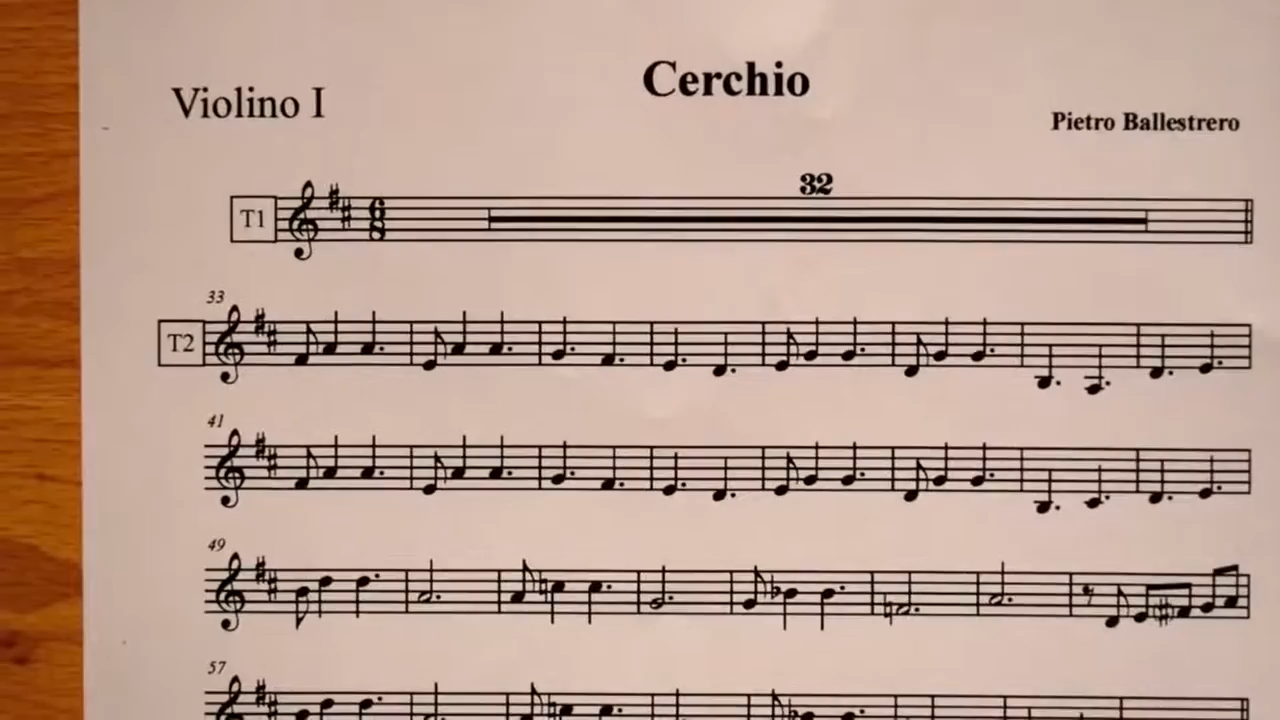 Cerchio
Violino I
Pietro Ballestrero
32
T1
6
8
33
T2
41
49
57